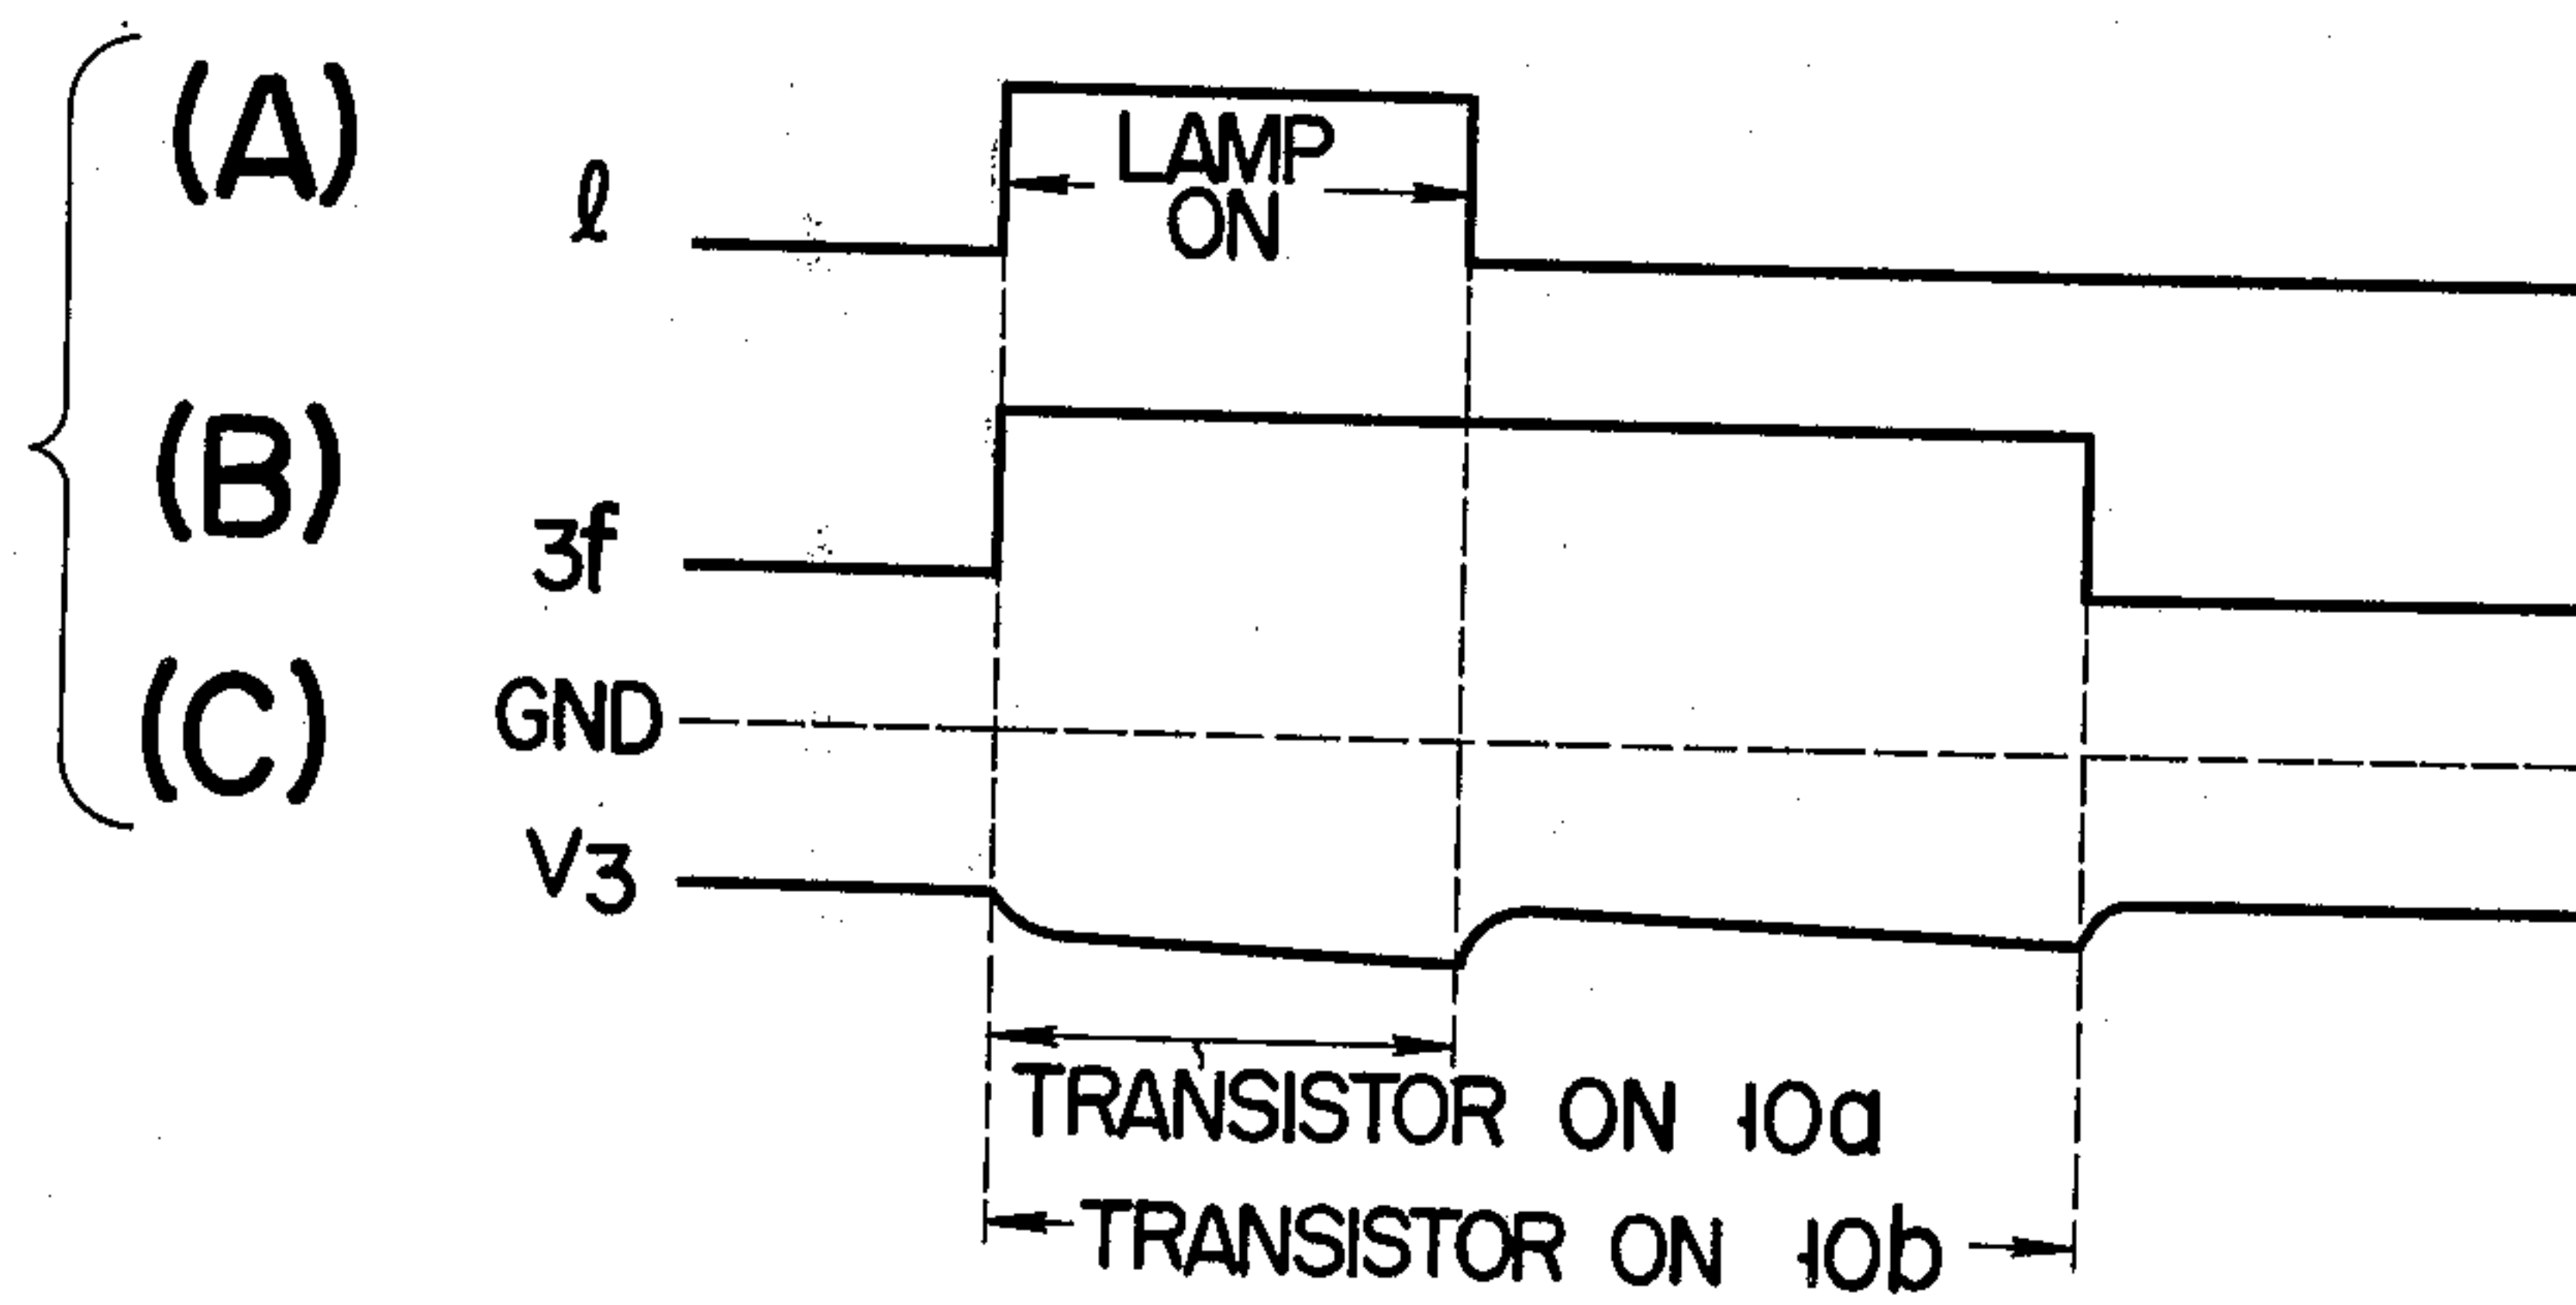 (A)
ℓ
LAMP
ON
(B)
3f
(C)
GND
V3
TRANSISTOR ON 10a
TRANSISTOR ON 10b